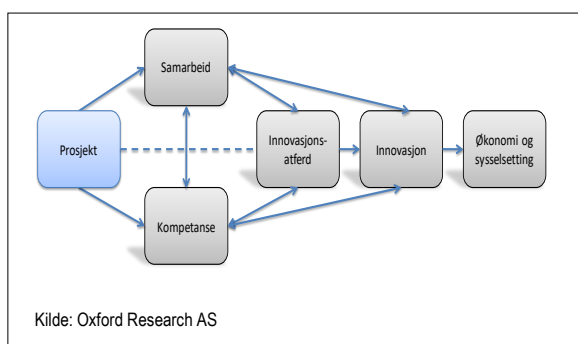 Samarbeid
Prosjekt
Innovasjons-
atferd
Innovasjon
Økonomi og
sysselsetting
Kompetanse
Kilde: Oxford Research AS